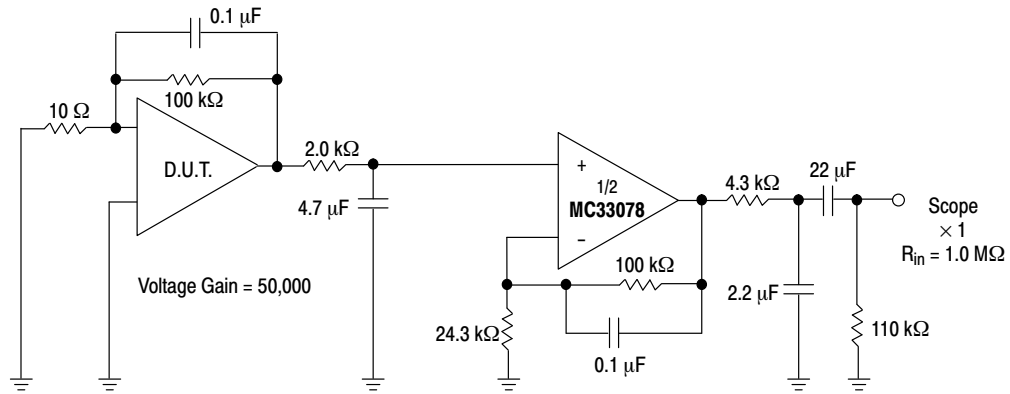 0.1 μF
100 kΩ
10 Ω
D.U.T.
2.0 kΩ
4.7 μF
Voltage Gain = 50,000
+
1/2
MC33078
−
100 kΩ
24.3 kΩ
0.1 μF
4.3 kΩ
22 μF
2.2 μF
110 kΩ
Scope
× 1
Rin = 1.0 MΩ